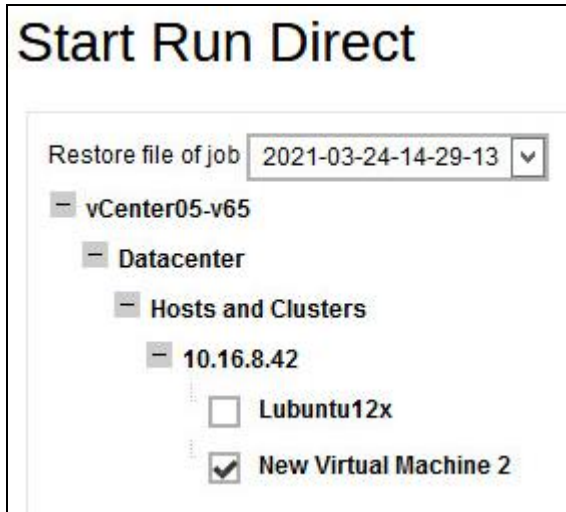 Start Run Direct
Restore file of job 2021-03-24-14-29-13
vCenter05-v65
Datacenter
Hosts and Clusters
10.16.8.42
Lubuntu12x
New Virtual Machine 2